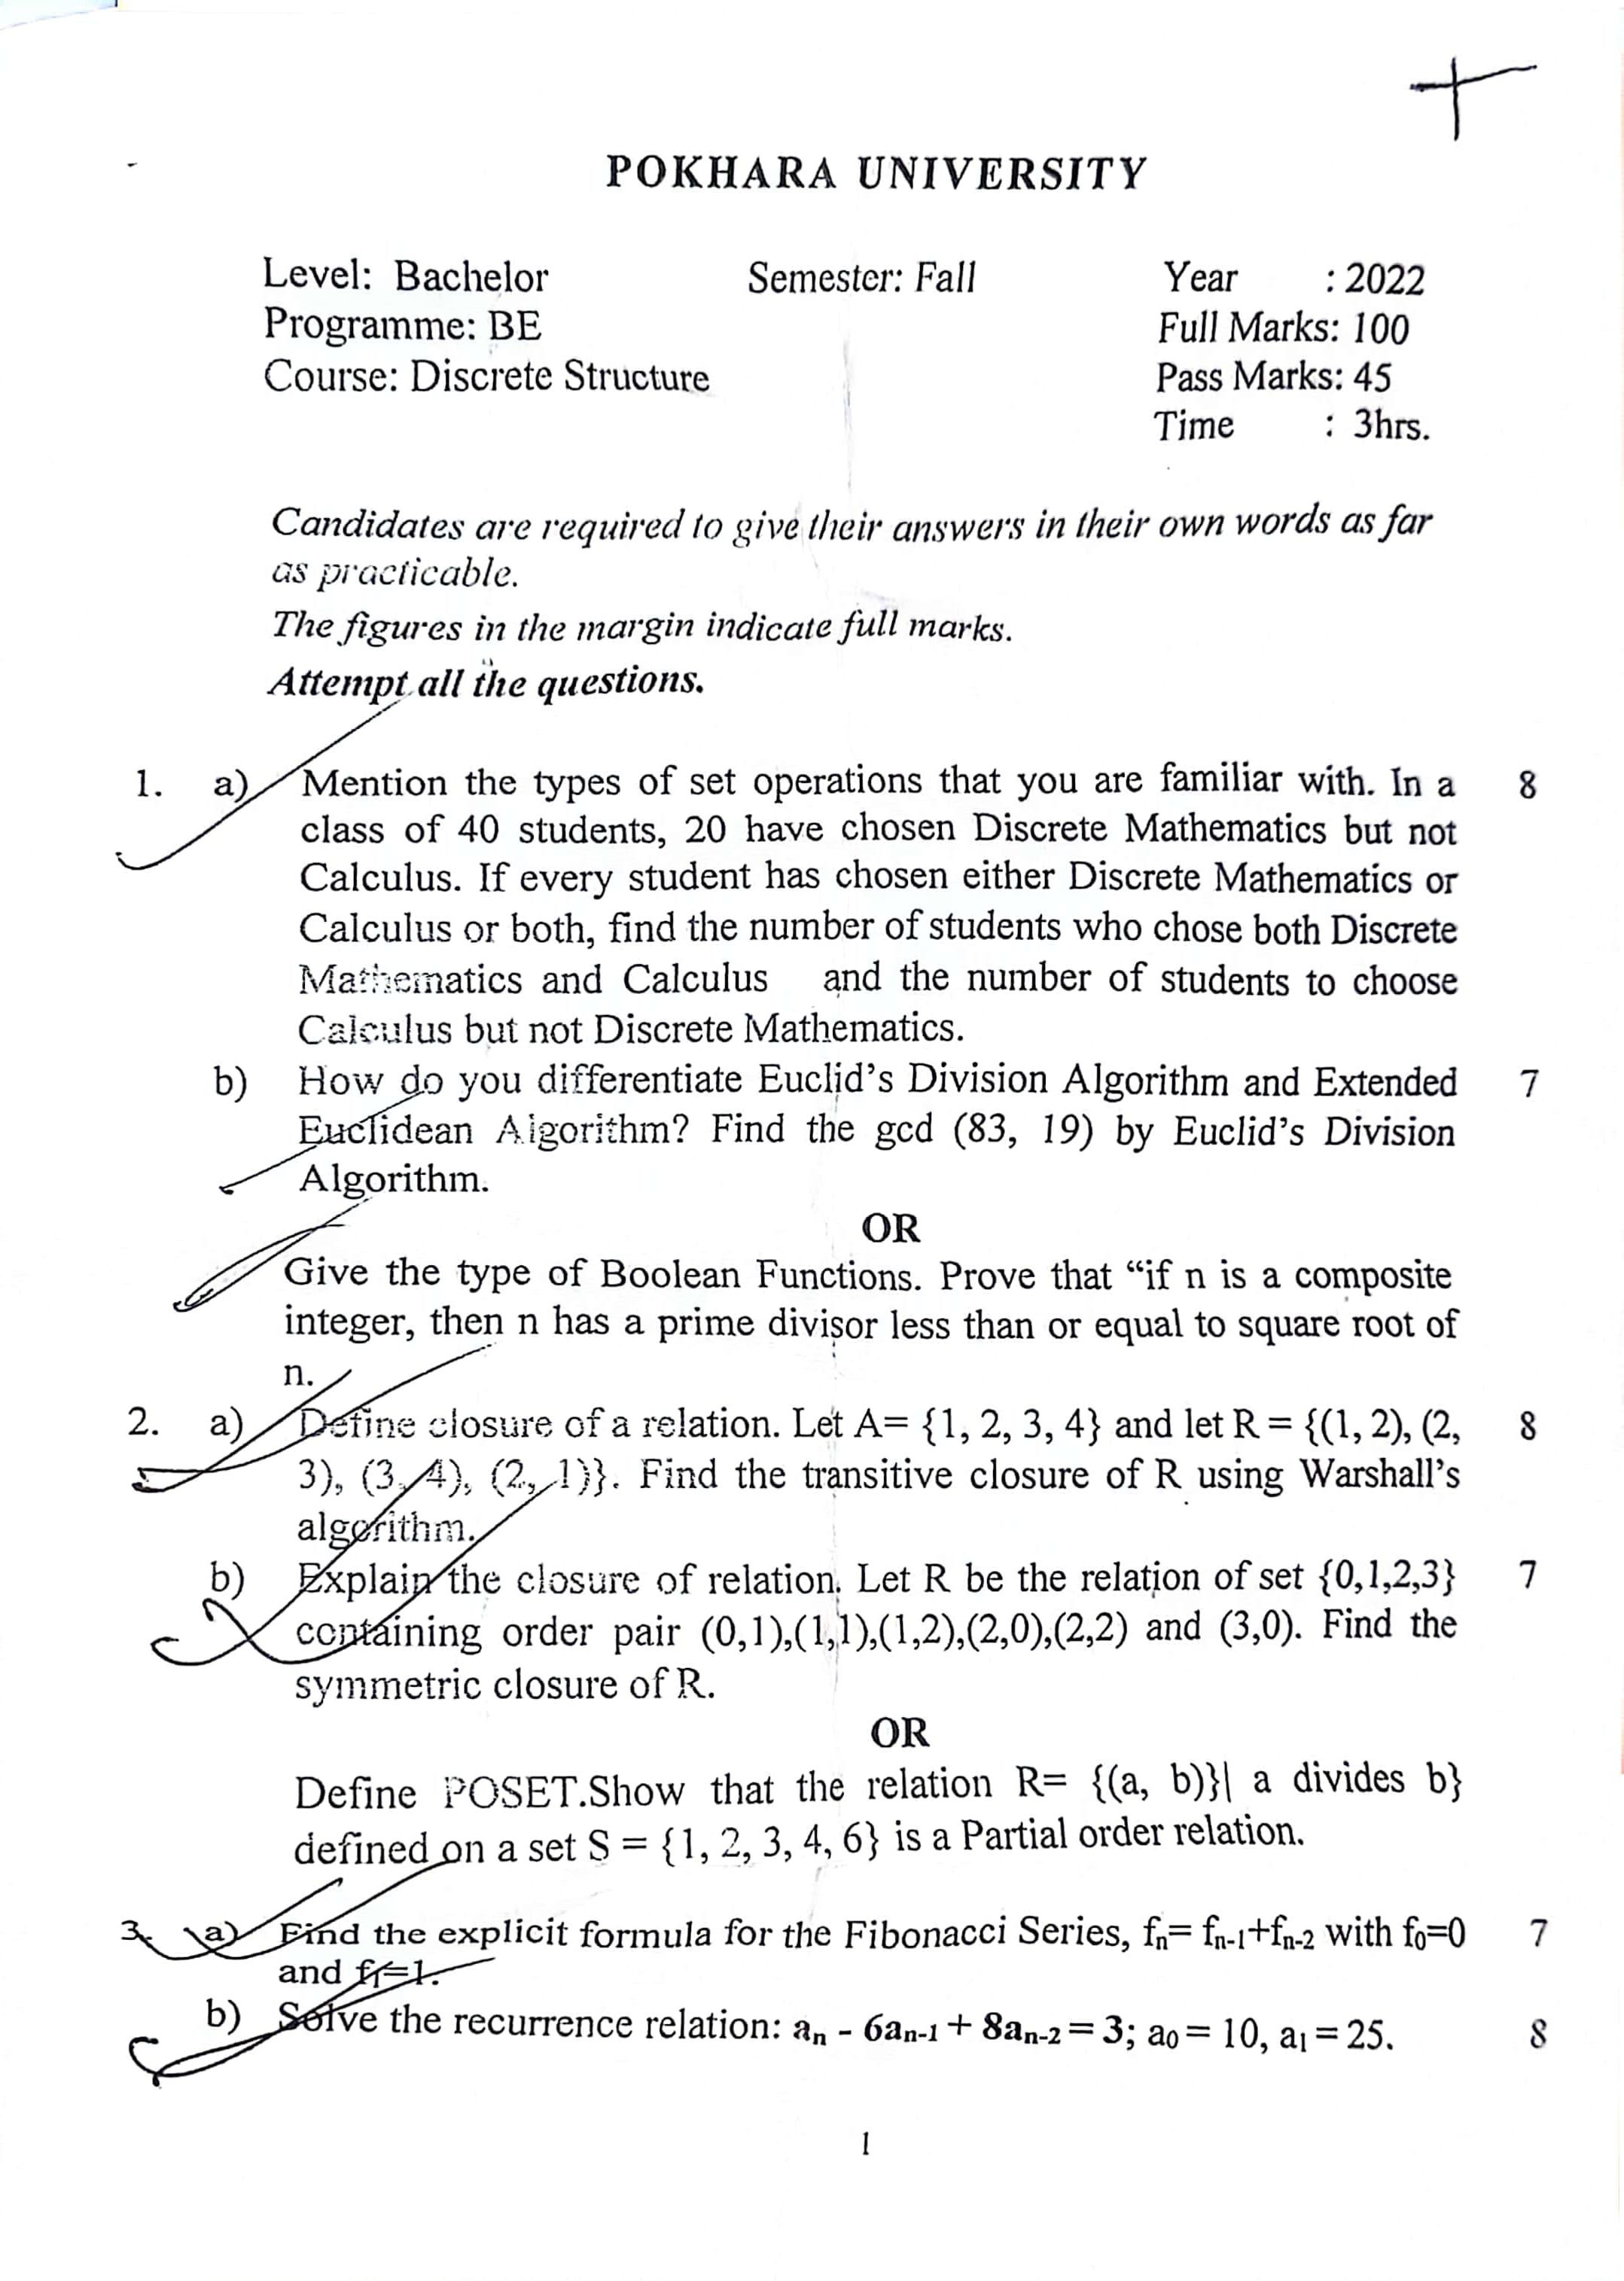 POKHARA UNIVERSITY
Level: Bachelor Semester: Fall Year : 2022
Programme: BE Full Marks: 100
Course: Discrete Structure Pass Marks: 45
Time : 3hrs.
Candidates are required to give their answers in their own words as far
as practicable.
The figures in the margin indicate full marks.
Attempt all the questions.
1. a) Mention the types of set operations that you are familiar with. In a 8
class of 40 students, 20 have chosen Discrete Mathematics but not
Calculus. If every student has chosen either Discrete Mathematics or
Calculus or both, find the number of students who chose both Discrete
Mathematics and Calculus and the number of students to choose
Calculus but not Discrete Mathematics.
b) How do you differentiate Euclid's Division Algorithm and Extended 7
Euclidean Algorithm? Find the gcd (83, 19) by Euclid's Division
Algorithm.
OR
Give the type of Boolean Functions. Prove that “if n is a composite
integer, then n has a prime divisor less than or equal to square root of
n.
2. a) Define closure of a relation. Let A= {1, 2, 3, 4} and let R = {(1, 2), (2, 8
3), (3, 4), (2, 1)}. Find the transitive closure of R using Warshall's
algorithm.
b) Explain the closure of relation. Let R be the relation of set {0,1,2,3} 7
containing order pair (0,1),(1,1),(1,2),(2,0),(2,2) and (3,0). Find the
symmetric closure of R.
OR
Define POSET.Show that the relation R= {(a, b)}| a divides b}
defined on a set S = {1, 2, 3, 4, 6} is a Partial order relation.
3. a) Find the explicit formula for the Fibonacci Series, fₙ= fₙ₋₁+fₙ₋₂ with f₀=0 7
and f₁=1.
b) Solve the recurrence relation: aₙ - 6aₙ₋₁ + 8aₙ₋₂ = 3; a₀ = 10, a₁ = 25. 8
1